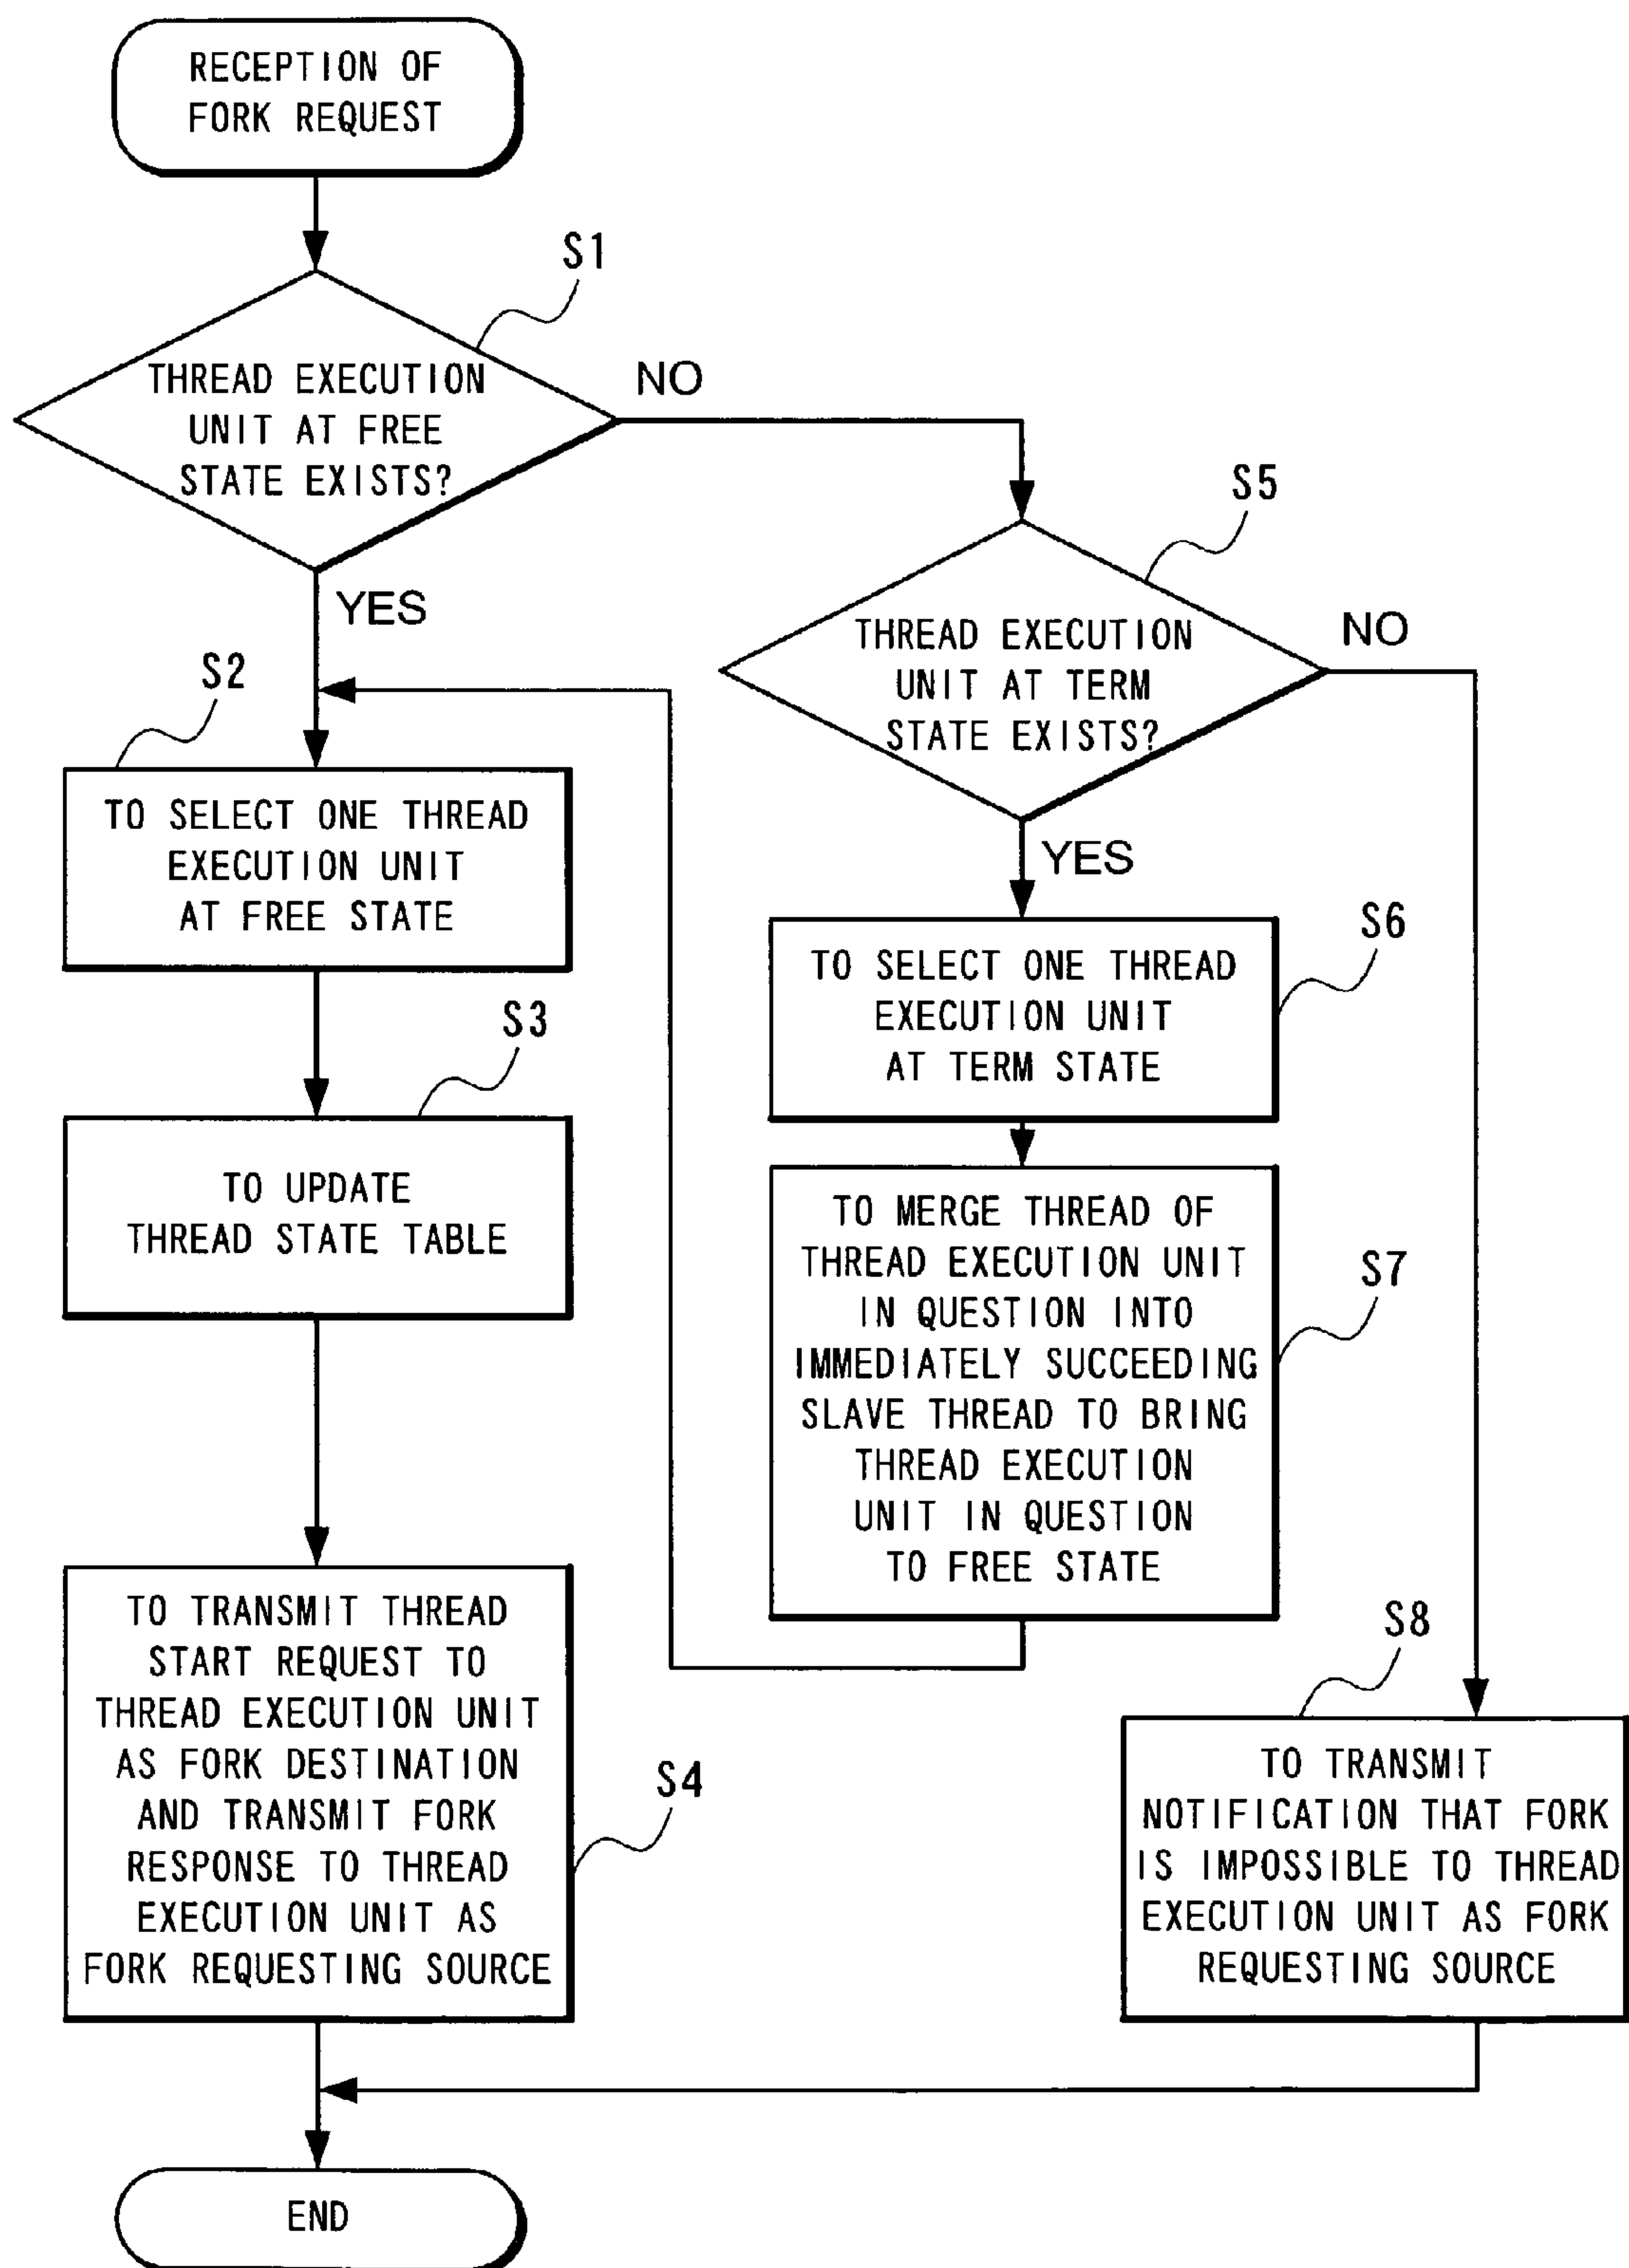 RECEPTION OF
FORK REQUEST
S1
THREAD EXECUTION
UNIT AT FREE
STATE EXISTS?
NO
YES
S2
TO SELECT ONE THREAD
EXECUTION UNIT
AT FREE STATE
S3
TO UPDATE
THREAD STATE TABLE
TO TRANSMIT THREAD
START REQUEST TO
THREAD EXECUTION UNIT
AS FORK DESTINATION
AND TRANSMIT FORK
RESPONSE TO THREAD
EXECUTION UNIT AS
FORK REQUESTING SOURCE
S4
S5
THREAD EXECUTION
UNIT AT TERM
STATE EXISTS?
NO
YES
S6
TO SELECT ONE THREAD
EXECUTION UNIT
AT TERM STATE
TO MERGE THREAD OF
THREAD EXECUTION UNIT
IN QUESTION INTO
IMMEDIATELY SUCCEEDING
SLAVE THREAD TO BRING
THREAD EXECUTION
UNIT IN QUESTION
TO FREE STATE
S7
S8
TO TRANSMIT
NOTIFICATION THAT FORK
IS IMPOSSIBLE TO THREAD
EXECUTION UNIT AS FORK
REQUESTING SOURCE
END